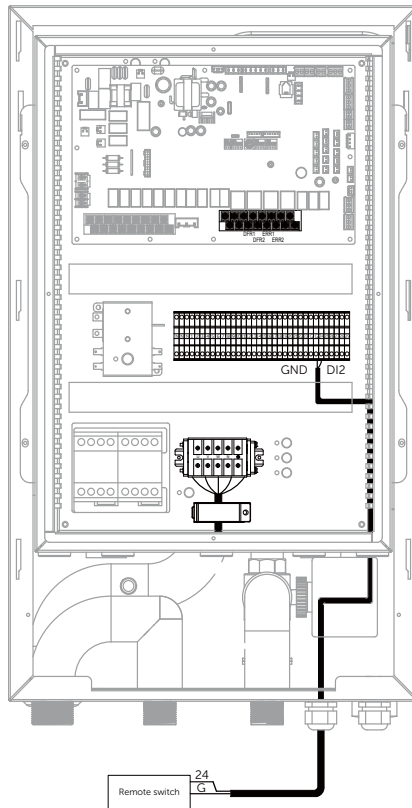 DFR1 ERR1
DFR2 ERR2
GND DI2
24
G
Remote switch